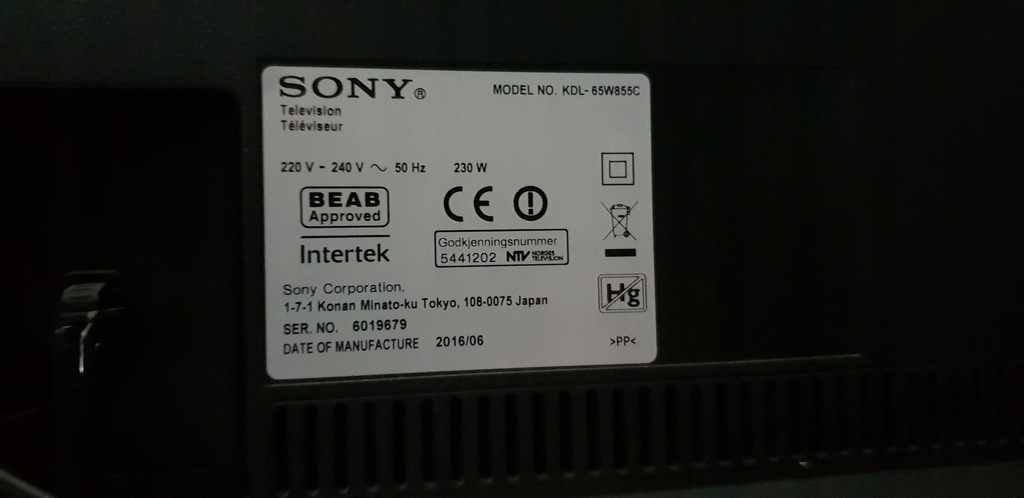 SONY®
MODEL NO. KDL-65W855C
Television
Téléviseur
220 V - 240 V ~ 50 Hz 230 W
BEAB
Approved
CE
Intertek
Godkjenningsnummer
5441202 NTV NORGES
TELEVISION
Hg
Sony Corporation,
1-7-1 Konan Minato-ku Tokyo, 108-0075 Japan
SER. NO. 6019679
DATE OF MANUFACTURE 2016/06
>PP<